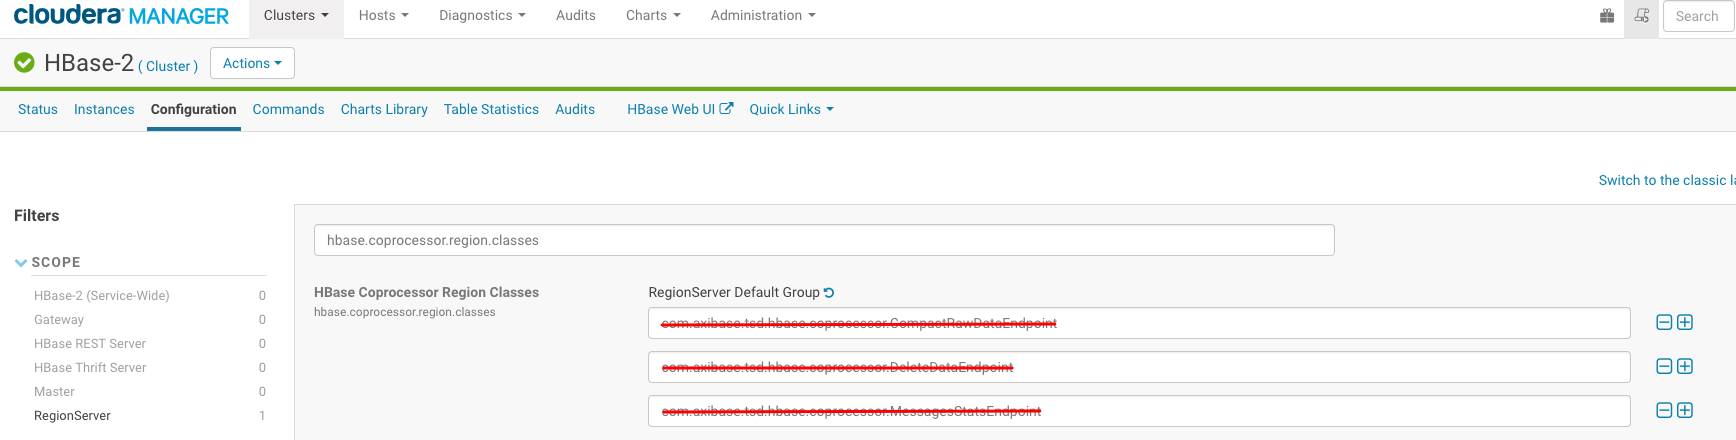 cloudera MANAGER Clusters Hosts Diagnostics Audits Charts Administration Search
HBase-2 ( Cluster ) Actions
Status Instances Configuration Commands Charts Library Table Statistics Audits HBase Web UI Quick Links
Switch to the classic
Filters
hbase.coprocessor.region.classes
SCOPE
HBase-2 (Service-Wide) 0
Gateway 0
HBase REST Server 0
HBase Thrift Server 0
Master 0
RegionServer 1
HBase Coprocessor Region Classes
hbase.coprocessor.region.classes
RegionServer Default Group
com.axibase.tsd.hbase.coprocessor.CompactRawDataEndpoint
com.axibase.tsd.hbase.coprocessor.DeleteDataEndpoint
com.axibase.tsd.hbase.coprocessor.MessagesStatsEndpoint